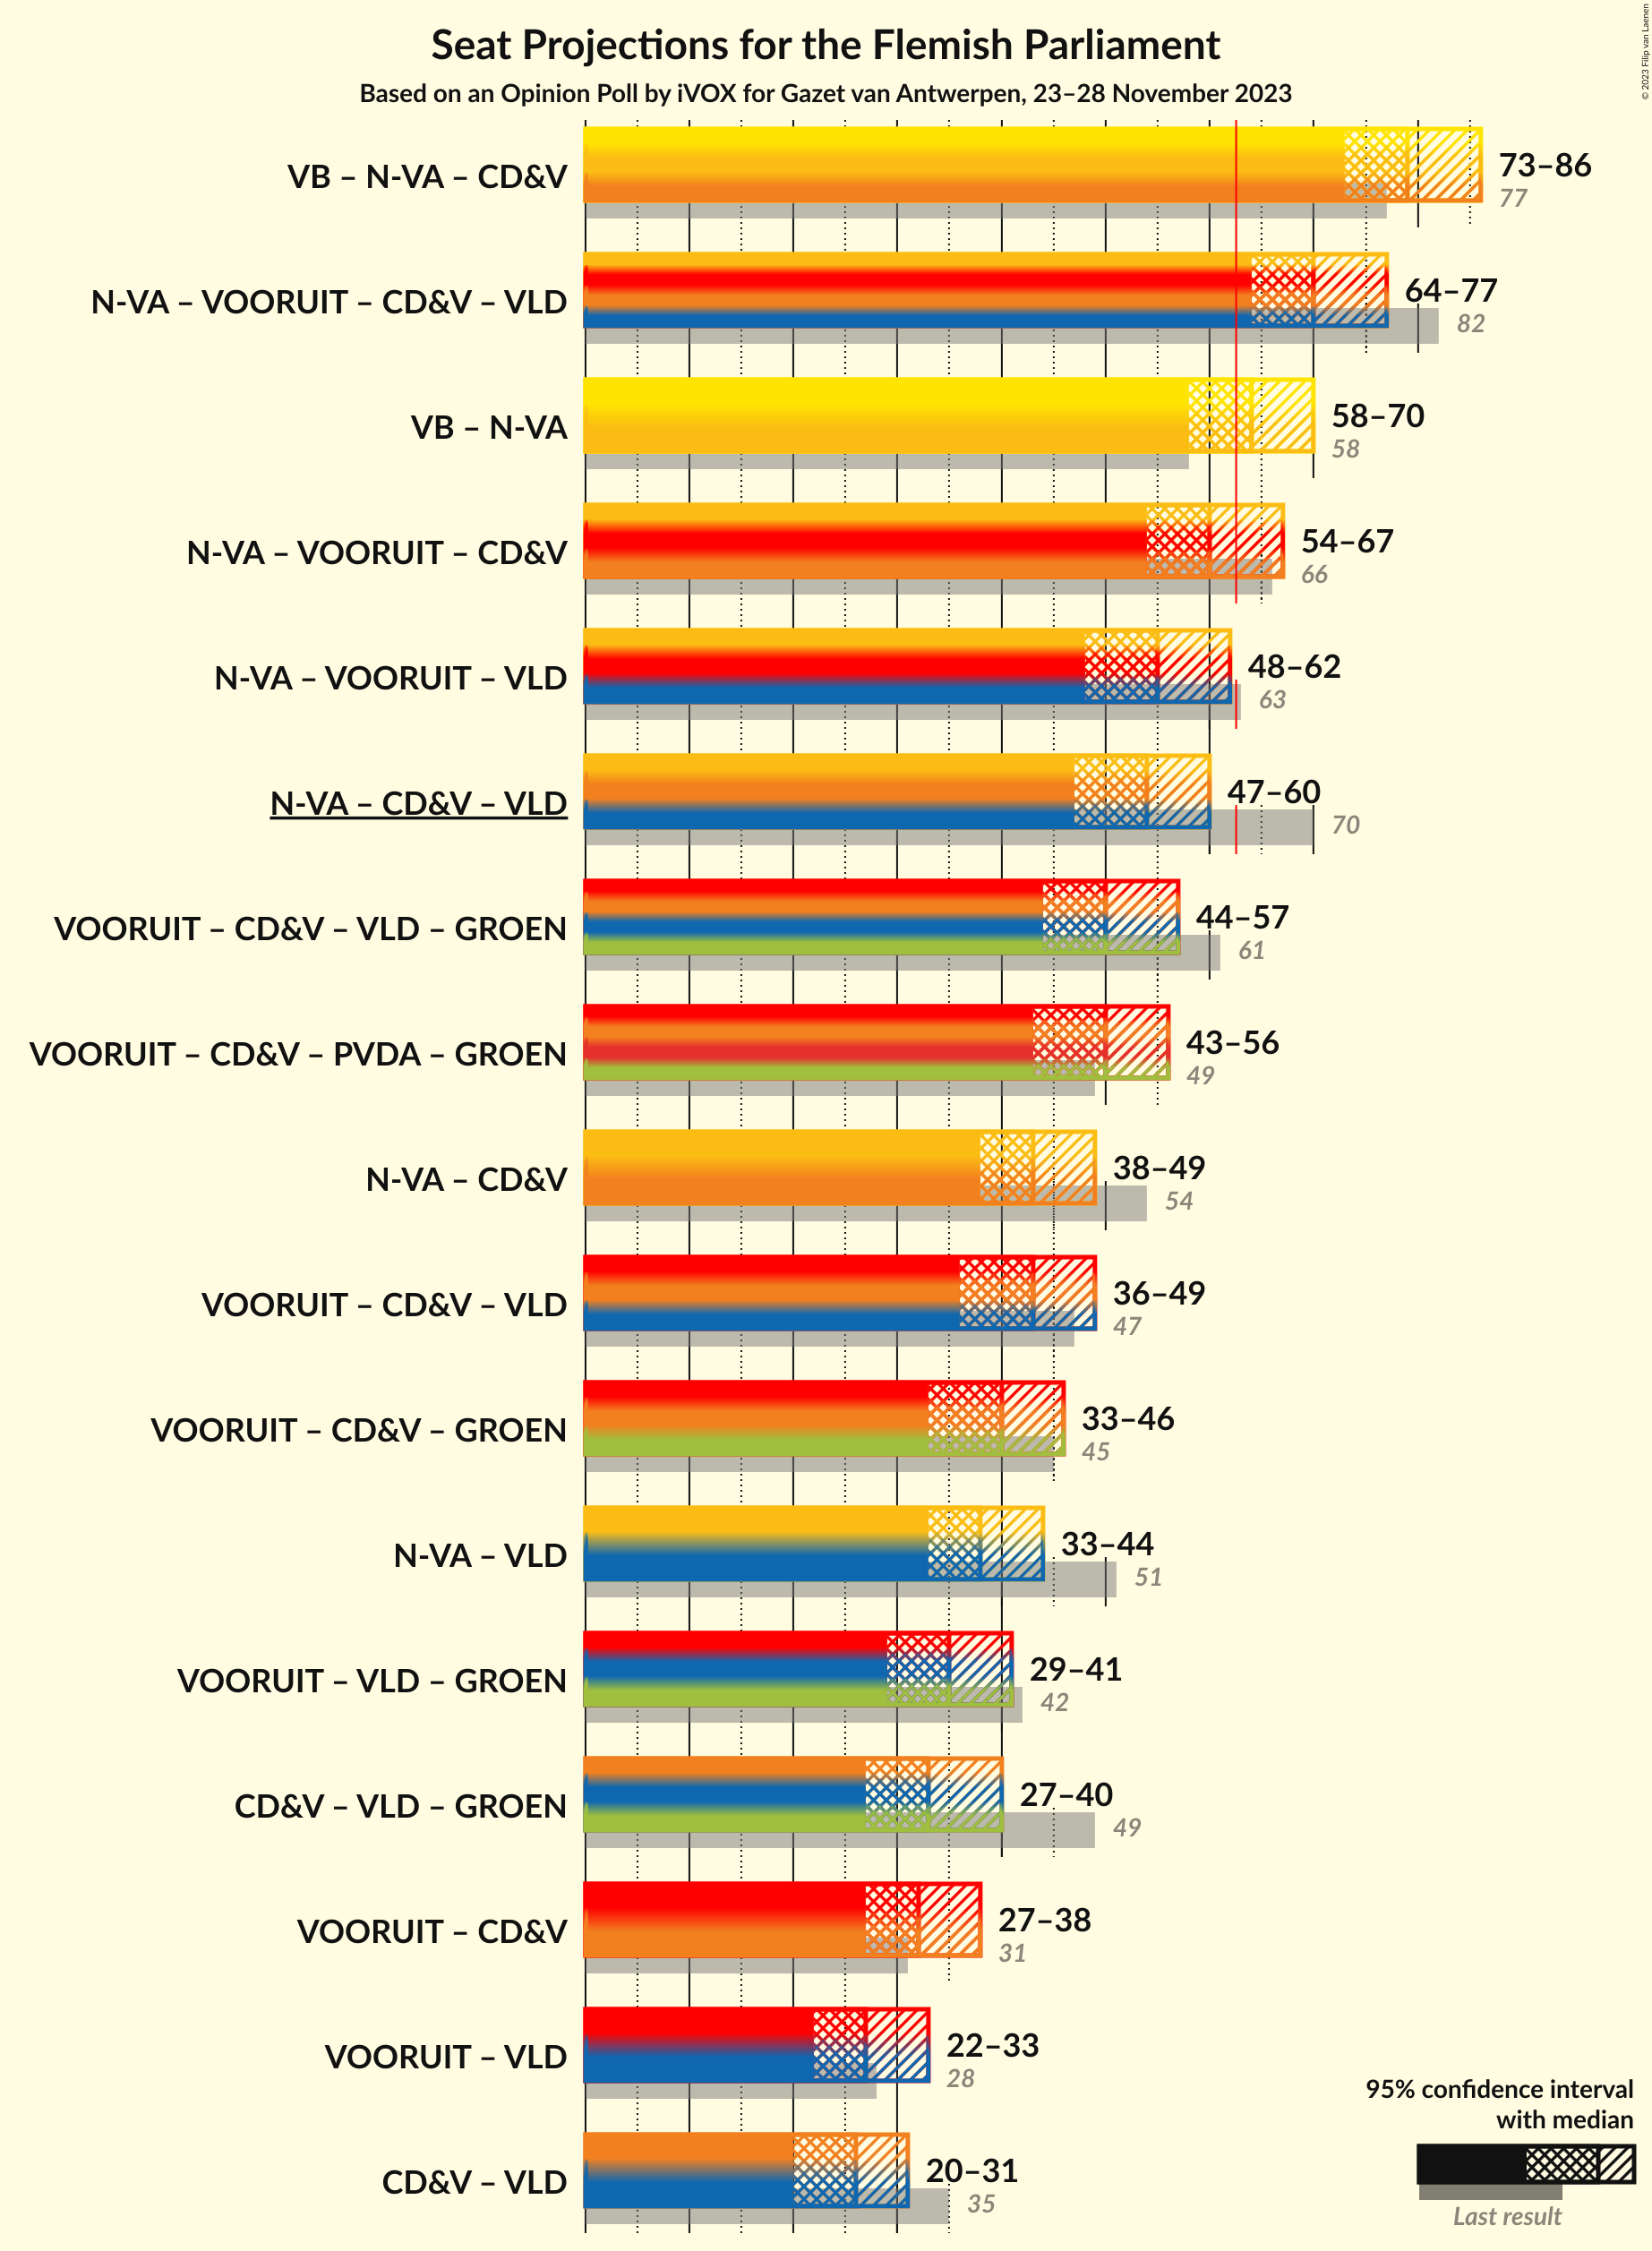 Seat Projections for the Flemish Parliament
Based on an Opinion Poll by iVOX for Gazet van Antwerpen, 23–28 November 2023
© 2023 Filip van Laenen
VB – N-VA – CD&V
73–86
77
N-VA – VOORUIT – CD&V – VLD
64–77
82
VB – N-VA
58–70
58
N-VA – VOORUIT – CD&V
54–67
66
N-VA – VOORUIT – VLD
48–62
63
N-VA – CD&V – VLD
47–60
70
VOORUIT – CD&V – VLD – GROEN
44–57
61
VOORUIT – CD&V – PVDA – GROEN
43–56
49
N-VA – CD&V
38–49
54
VOORUIT – CD&V – VLD
36–49
47
VOORUIT – CD&V – GROEN
33–46
45
N-VA – VLD
33–44
51
VOORUIT – VLD – GROEN
29–41
42
CD&V – VLD – GROEN
27–40
49
VOORUIT – CD&V
27–38
31
VOORUIT – VLD
22–33
28
CD&V – VLD
20–31
35
95% confidence interval
with median
Last result